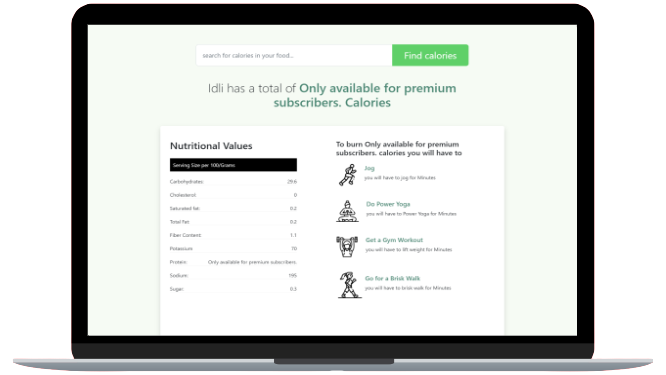 search for calories in your food...
Find calories
Idli has a total of Only available for premium
subscribers. Calories
Nutritional Values
Serving Size per 100/Grams
Carbohydrates: 29.6
Cholesterol: 0
Saturated Fat: 0.2
Total Fat: 0.2
Fiber Content: 1.1
Potassium: 70
Protein: Only available for premium subscribers.
Sodium: 195
Sugar: 0.3
To burn Only available for premium
subscribers. calories you will have to
Jog
you will have to jog for Minutes
Do Power Yoga
you will have to Power Yoga for Minutes
Get a Gym Workout
you will have to lift weight for Minutes
Go for a Brisk Walk
you will have to brisk walk for Minutes